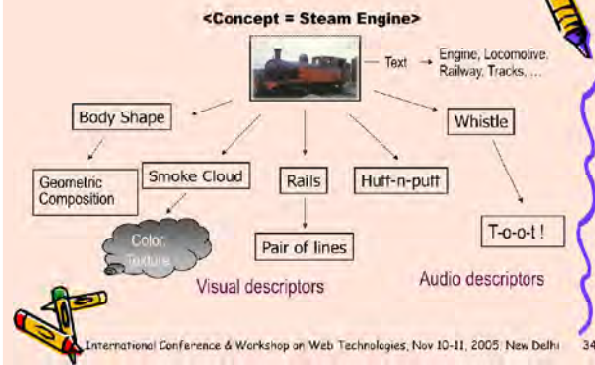 <Concept = Steam Engine>
Text
Engine, Locomotive,
Railway, Tracks, ...
Body Shape
Whistle
Geometric
Composition
Smoke Cloud
Rails
Huff-n-puff
Color,
Texture
Pair of lines
T-o-o-t !
Visual descriptors
Audio descriptors
International Conference & Workshop on Web Technologies, Nov 10-11, 2005, New Delhi
34